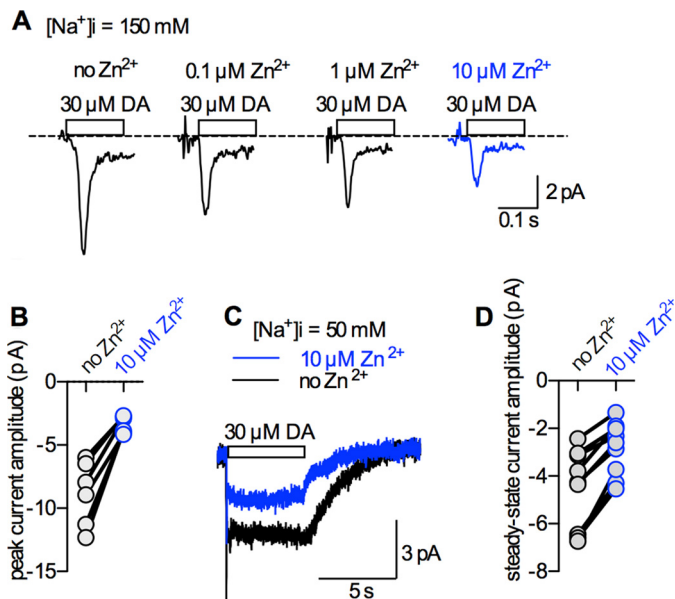 A [Na⁺]i = 150 mM
no Zn²⁺ 0.1 µM Zn²⁺ 1 µM Zn²⁺ 10 µM Zn²⁺
30 µM DA 30 µM DA 30 µM DA 30 µM DA
2 pA
0.1 s
B
no Zn²⁺
10 µM Zn²⁺
peak current amplitude (pA)
0
-5
-10
-15
C
[Na⁺]i = 50 mM
10 µM Zn²⁺
no Zn²⁺
30 µM DA
3 pA
5 s
D
no Zn²⁺
10 µM Zn²⁺
steady-state current amplitude (pA)
0
-2
-4
-6
-8